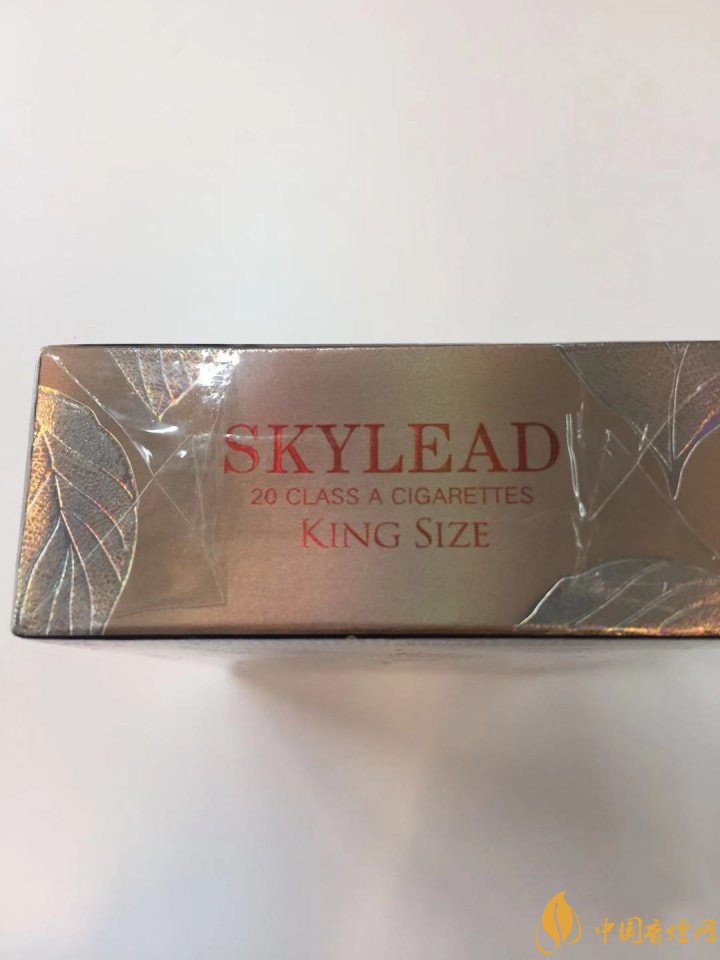 SKYLEAD
20 CLASS A CIGARETTES
KING SIZE
中国香烟网